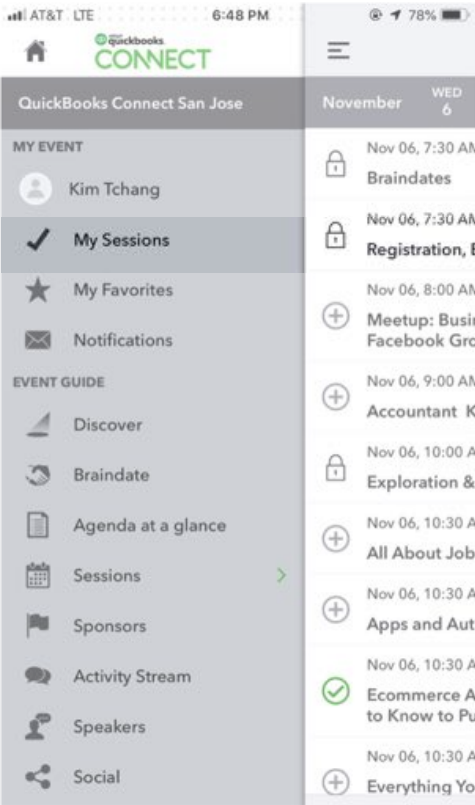 AT&T LTE 6:48 PM 78%
quickbooks.
CONNECT
QuickBooks Connect San Jose
MY EVENT
Kim Tchang
My Sessions
My Favorites
Notifications
EVENT GUIDE
Discover
Braindate
Agenda at a glance
Sessions
Sponsors
Activity Stream
Speakers
Social
November WED
6
Nov 06, 7:30 AM
Braindates
Nov 06, 7:30 AM
Registration,
Nov 06, 8:00 AM
Meetup:
Facebook
Nov 06, 9:00 AM
Accountant
Nov 06, 10:00 A
Exploration &
Nov 06, 10:30 A
All About Job
Nov 06, 10:30 A
Apps and Aut
Nov 06, 10:30 A
Ecommerce A
to Know to Pu
Nov 06, 10:30 A
Everything Yo